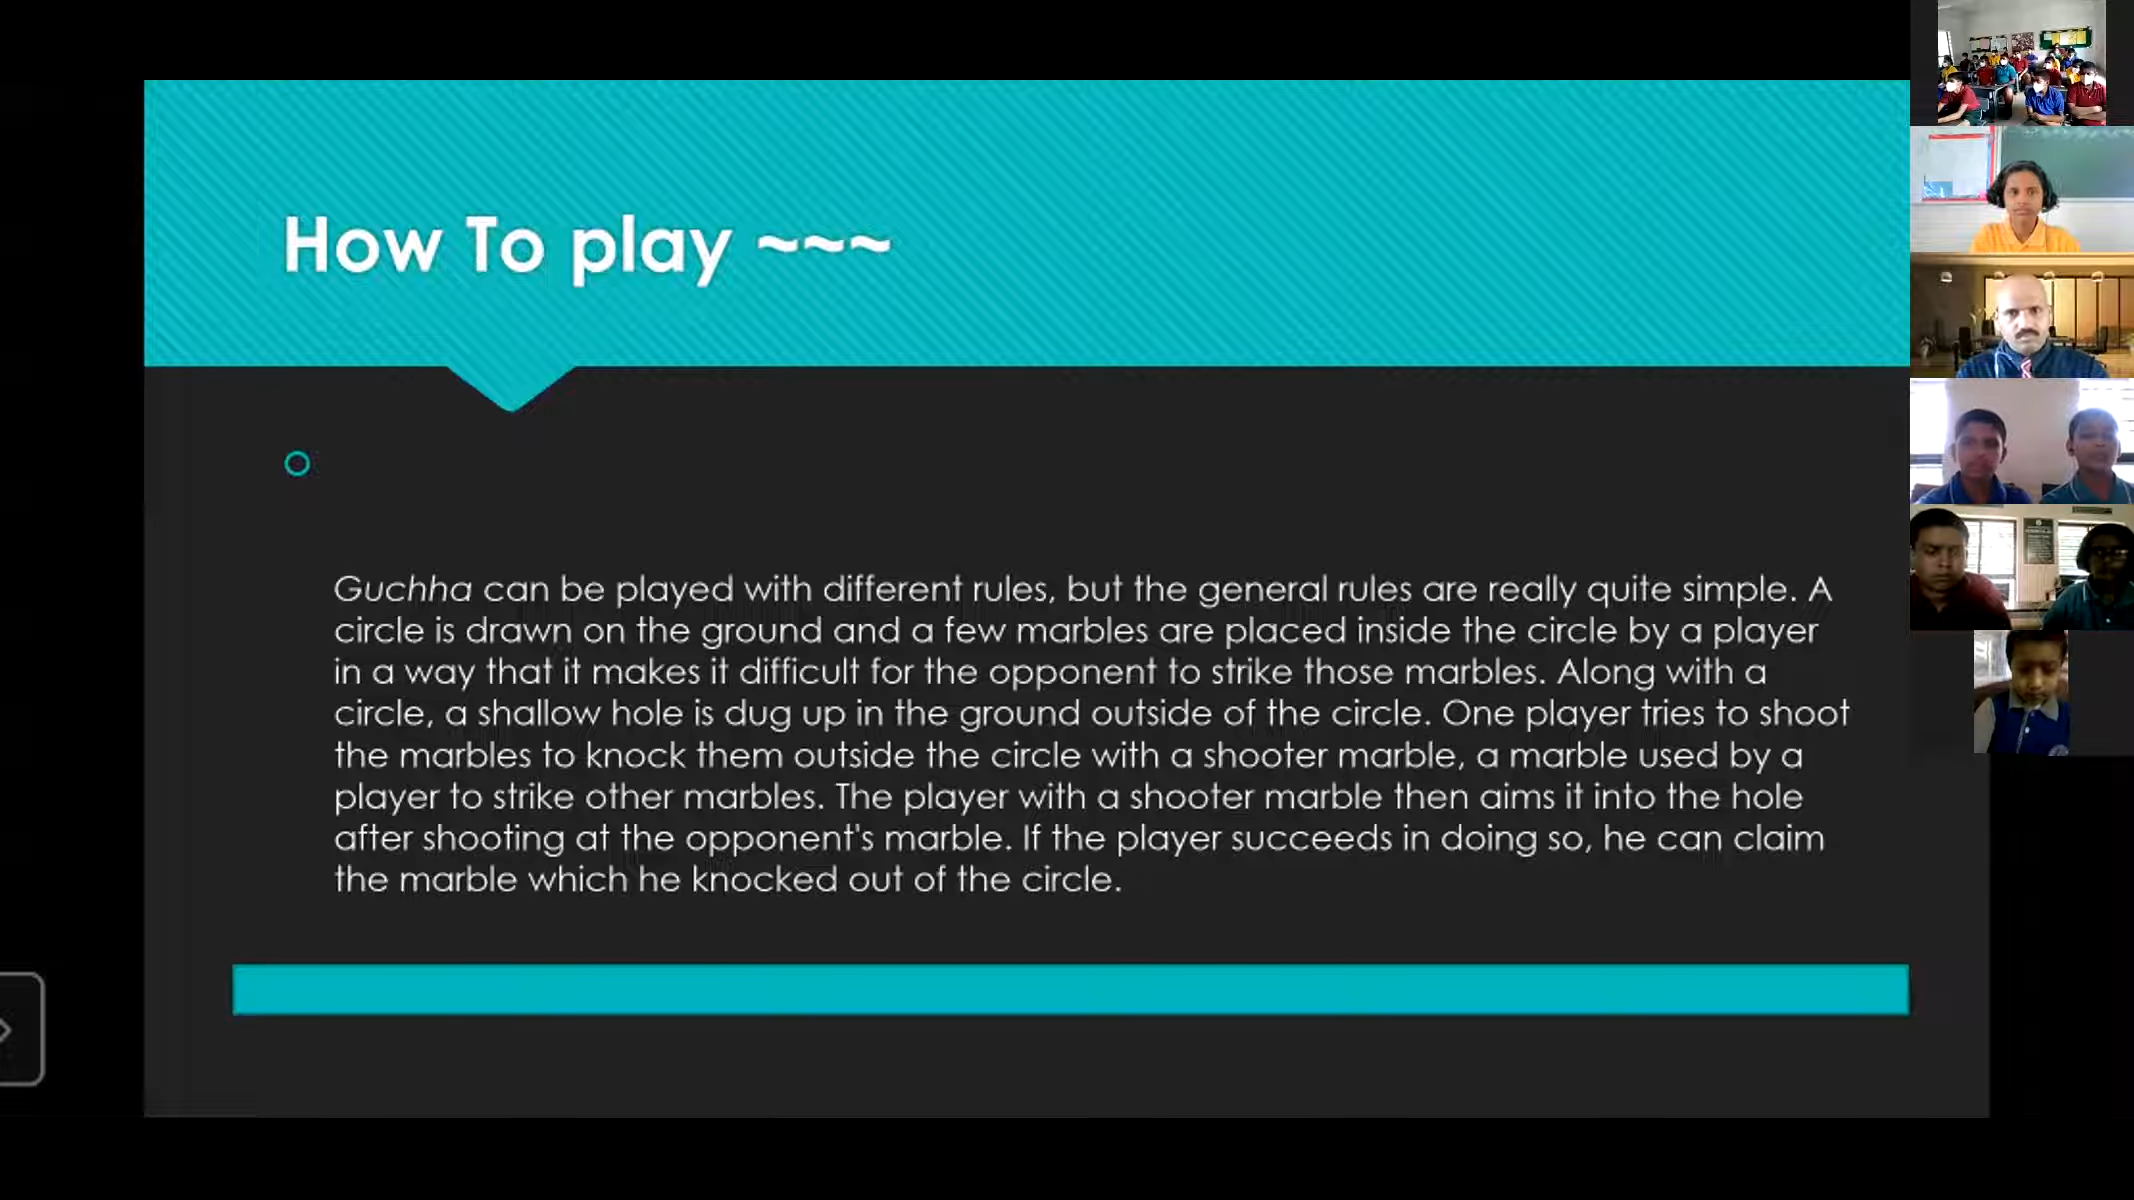 How To play ~~~
Guchha can be played with different rules, but the general rules are really quite simple. A
circle is drawn on the ground and a few marbles are placed inside the circle by a player
in a way that it makes it difficult for the opponent to strike those marbles. Along with a
circle, a shallow hole is dug up in the ground outside of the circle. One player tries to shoot
the marbles to knock them outside the circle with a shooter marble, a marble used by a
player to strike other marbles. The player with a shooter marble then aims it into the hole
after shooting at the opponent's marble. If the player succeeds in doing so, he can claim
the marble which he knocked out of the circle.